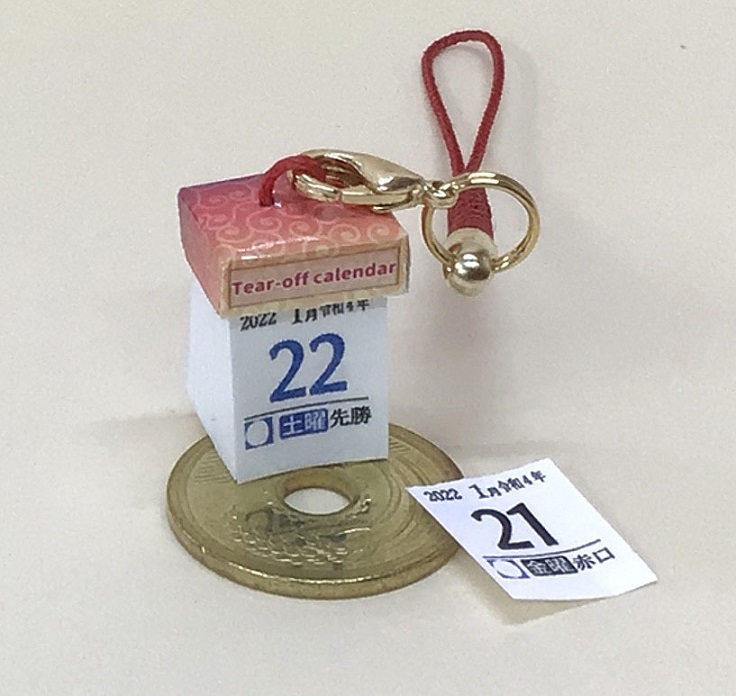 Tear-off calendar
2022 1月 令和4年
22
土曜 先勝
2022 1月 令和4年
21
金曜 赤口